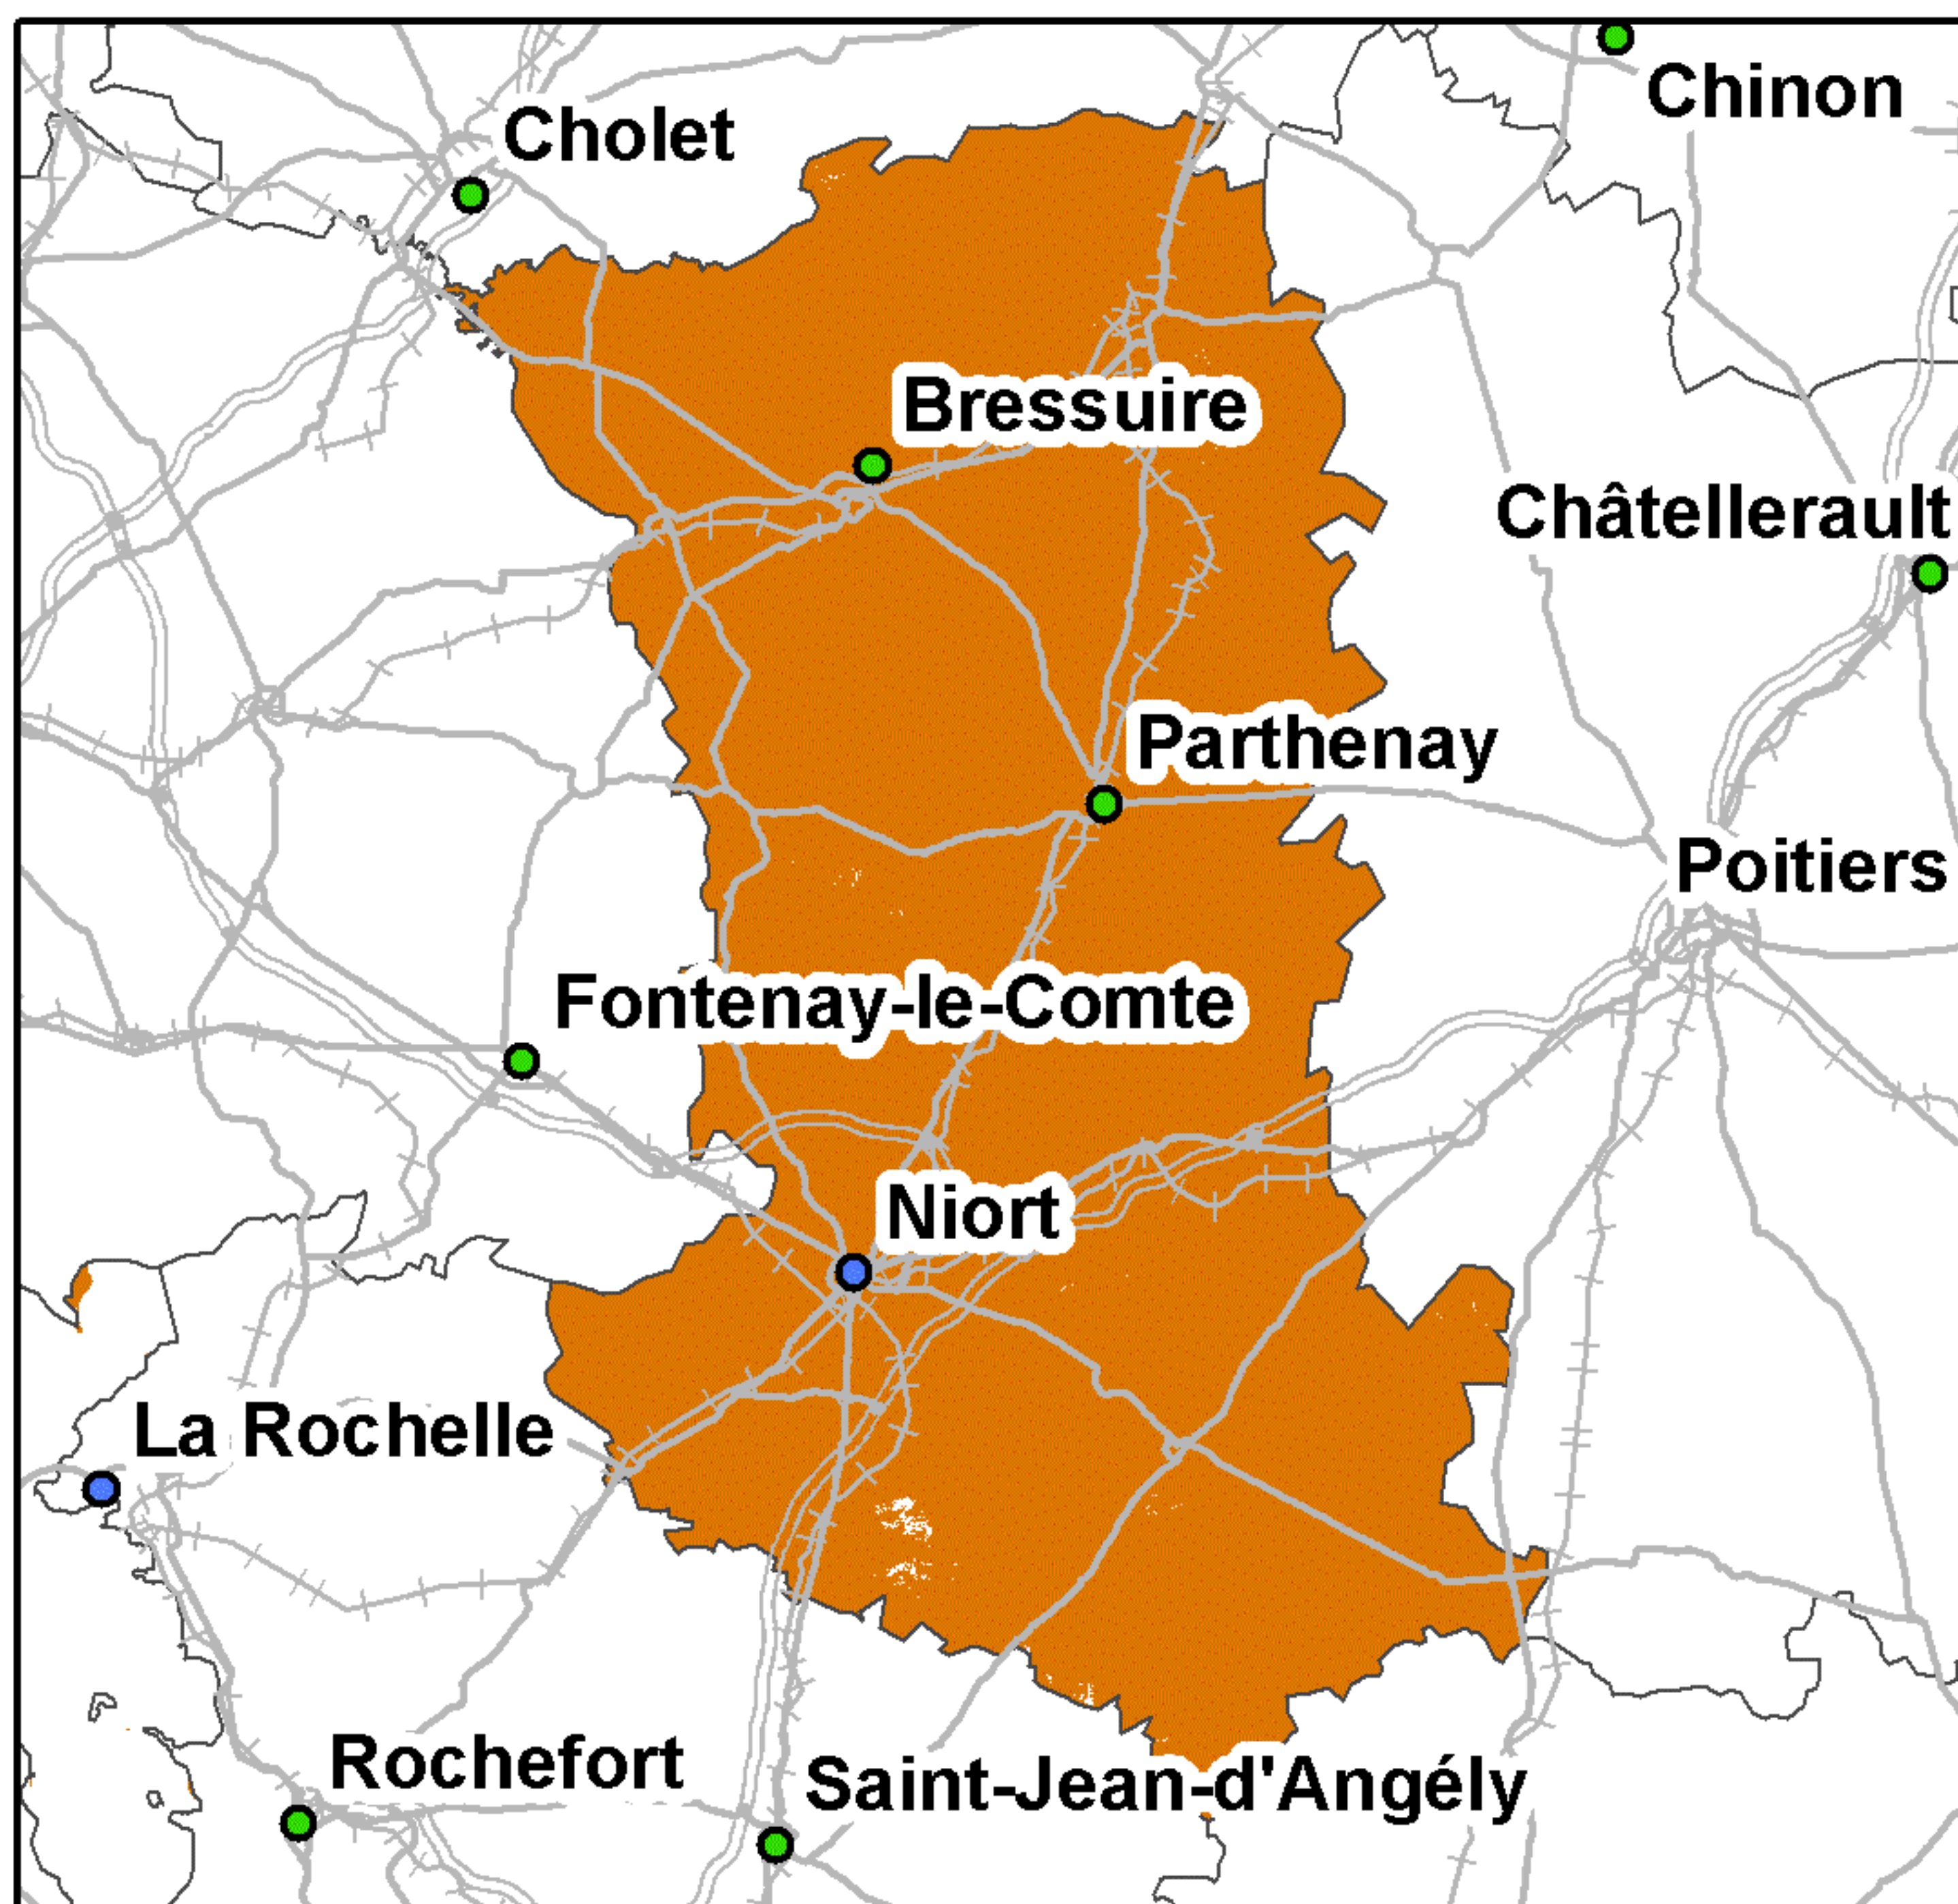 Chinon
Cholet
Bressuire
Châtellerault
Parthenay
Poitiers
Fontenay-le-Comte
Niort
La Rochelle
Rochefort
Saint-Jean-d'Angély